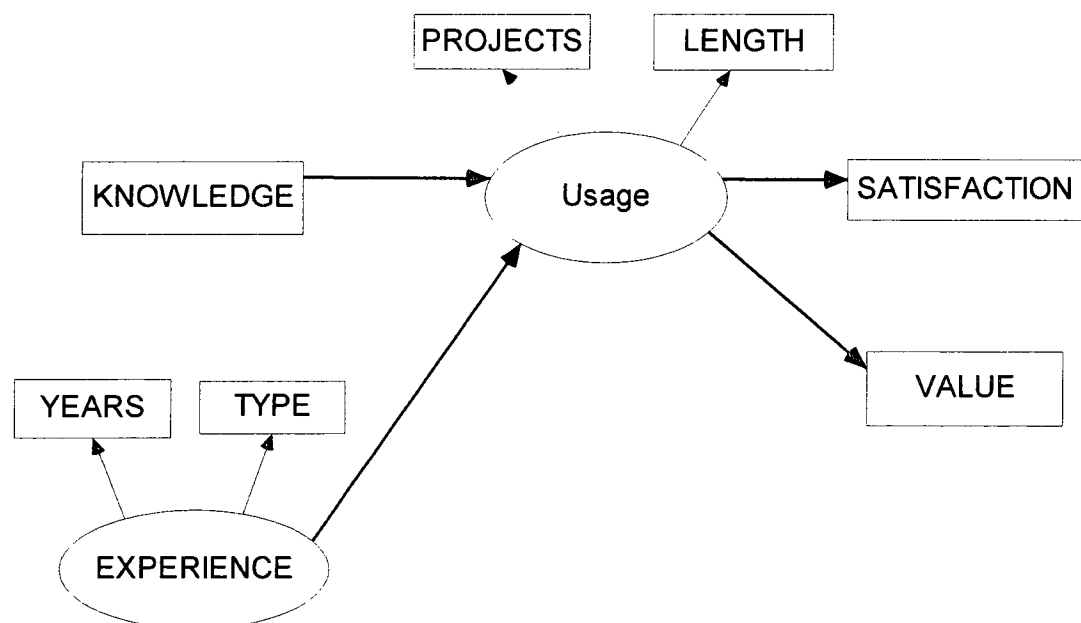 PROJECTS
LENGTH
KNOWLEDGE
Usage
SATISFACTION
VALUE
YEARS
TYPE
EXPERIENCE